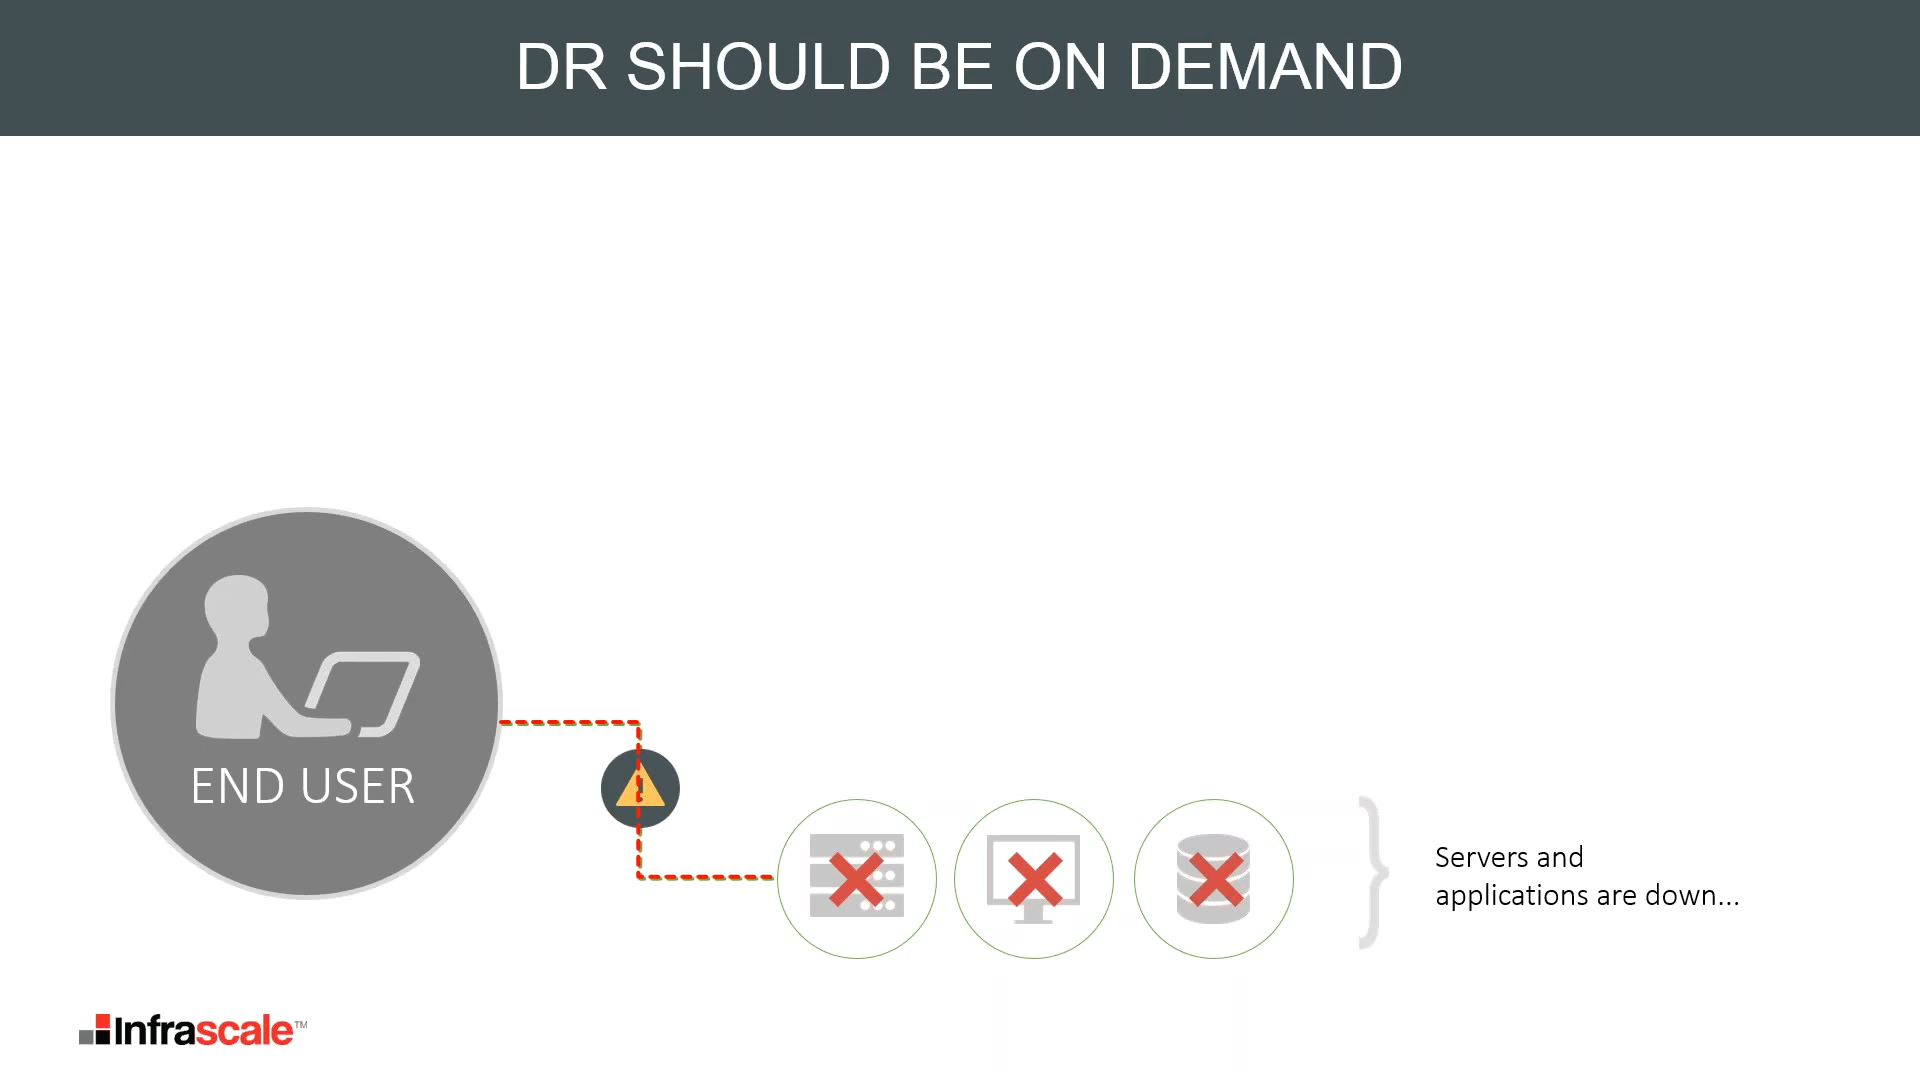 DR SHOULD BE ON DEMAND
END USER
Servers and
applications are down...
Infrascale™